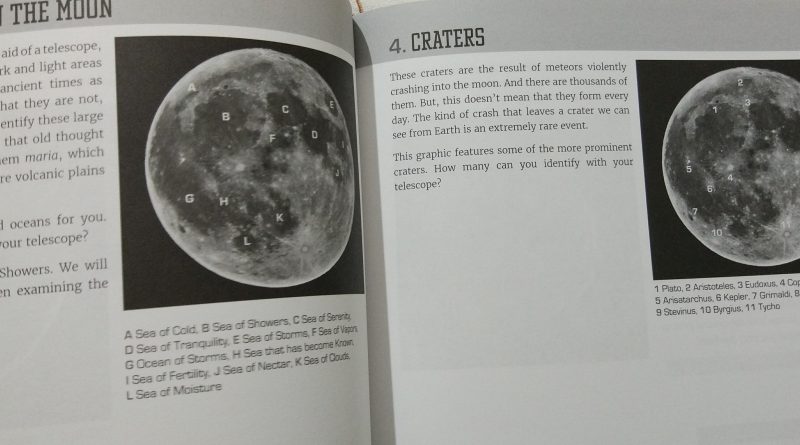 THE MOON
aid of a telescope,
rk and light areas
ancient times as
hat they are not,
entify these large
that old thought
em maria, which
re volcanic plains
oceans for you.
your telescope?
Showers. We will
en examining the
A
B
C
E
F
D
I
J
G
H
K
L
A Sea of Cold, B Sea of Showers, C Sea of Serenity,
D Sea of Tranquility, E Sea of Storms, F Sea of Vapors,
G Ocean of Storms, H Sea that has become Known,
I Sea of Fertility, J Sea of Nectar, K Sea of Clouds,
L Sea of Moisture
4. CRATERS
These craters are the result of meteors violently
crashing into the moon. And there are thousands of
them. But, this doesn't mean that they form every
day. The kind of crash that leaves a crater we can
see from Earth is an extremely rare event.
This graphic features some of the more prominent
craters. How many can you identify with your
telescope?
2
1
3
5
4
6
7
10
11
1 Plato, 2 Aristoteles, 3 Eudoxus, 4 Cop
5 Arisatarchus, 6 Kepler, 7 Grimaldi, 8
9 Stevinus, 10 Byrgius, 11 Tycho